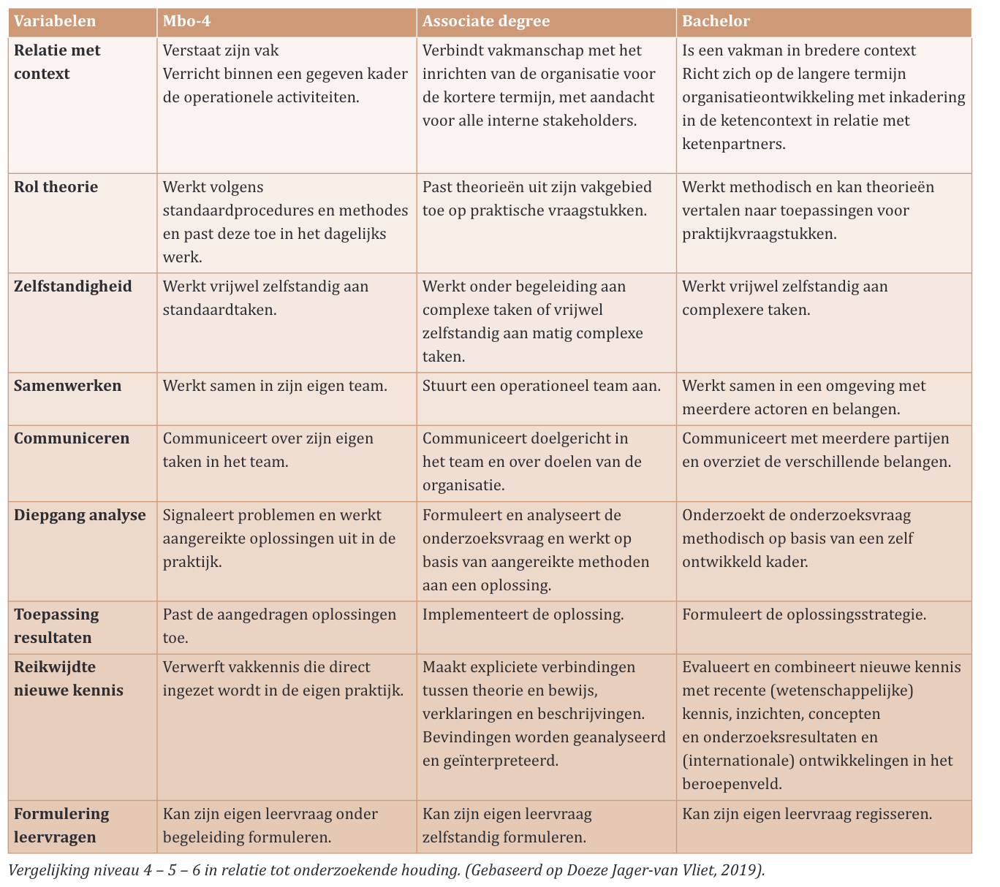 Variabelen
Mbo-4
Associate degree
Bachelor
Relatie met
context
Verstaat zijn vak
Verricht binnen een gegeven kader
de operationele activiteiten.
Verbindt vakmanschap met het
inrichten van de organisatie voor
de kortere termijn, met aandacht
voor alle interne stakeholders.
Is een vakman in bredere context
Richt zich op de langere termijn
organisatieontwikkeling met inkadering
in de ketencontext in relatie met
ketenpartners.
Rol theorie
Werkt volgens
standaardprocedures en methodes
en past deze toe in het dagelijks
werk.
Past theorieën uit zijn vakgebied
toe op praktische vraagstukken.
Werkt methodisch en kan theorieën
vertalen naar toepassingen voor
praktijkvraagstukken.
Zelfstandigheid
Werkt vrijwel zelfstandig aan
standaardtaken.
Werkt onder begeleiding aan
complexe taken of vrijwel
zelfstandig aan matig complexe
taken.
Werkt vrijwel zelfstandig aan
complexere taken.
Samenwerken
Werkt samen in zijn eigen team.
Stuurt een operationeel team aan.
Werkt samen in een omgeving met
meerdere actoren en belangen.
Communiceren
Communiceert over zijn eigen
taken in het team.
Communiceert doelgericht in
het team en over doelen van de
organisatie.
Communiceert met meerdere partijen
en overziet de verschillende belangen.
Diepgang analyse
Signaleert problemen en werkt
aangereikte oplossingen uit in de
praktijk.
Formuleert en analyseert de
onderzoeksvraag en werkt op
basis van aangereikte methoden
aan een oplossing.
Onderzoekt de onderzoeksvraag
methodisch op basis van een zelf
ontwikkeld kader.
Toepassing
resultaten
Past de aangedragen oplossingen
toe.
Implementeert de oplossing.
Formuleert de oplossingsstrategie.
Reikwijdte
nieuwe kennis
Verwerft vakkennis die direct
ingezet wordt in de eigen praktijk.
Maakt expliciete verbindingen
tussen theorie en bewijs,
verklaringen en beschrijvingen.
Bevindingen worden geanalyseerd
en geïnterpreteerd.
Evalueert en combineert nieuwe kennis
met recente (wetenschappelijke)
kennis, inzichten, concepten
en onderzoeksresultaten en
(internationale) ontwikkelingen in het
beroepenveld.
Formulering
leervragen
Kan zijn eigen leervraag onder
begeleiding formuleren.
Kan zijn eigen leervraag
zelfstandig formuleren.
Kan zijn eigen leervraag regisseren.
Vergelijking niveau 4 – 5 – 6 in relatie tot onderzoekende houding. (Gebaseerd op Doeze Jager-van Vliet, 2019).